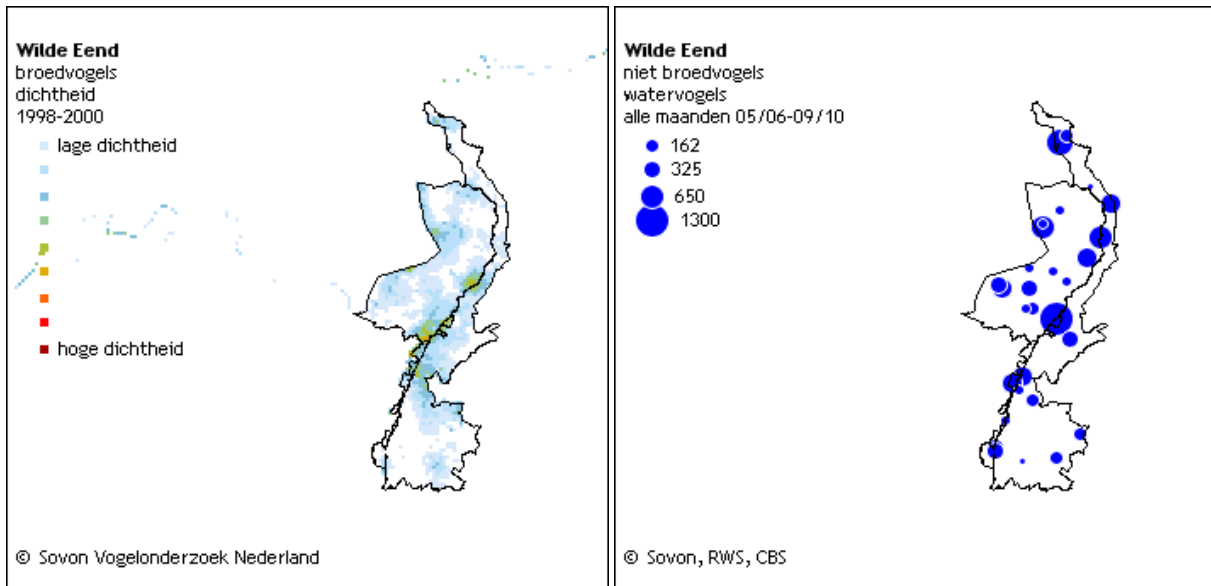 Wilde Eend
broedvogels
dichtheid
1998-2000
lage dichtheid
hoge dichtheid
© Sovon Vogelonderzoek Nederland
Wilde Eend
niet broedvogels
watervogels
alle maanden 05/06-09/10
162
325
650
1300
© Sovon, RWS, CBS